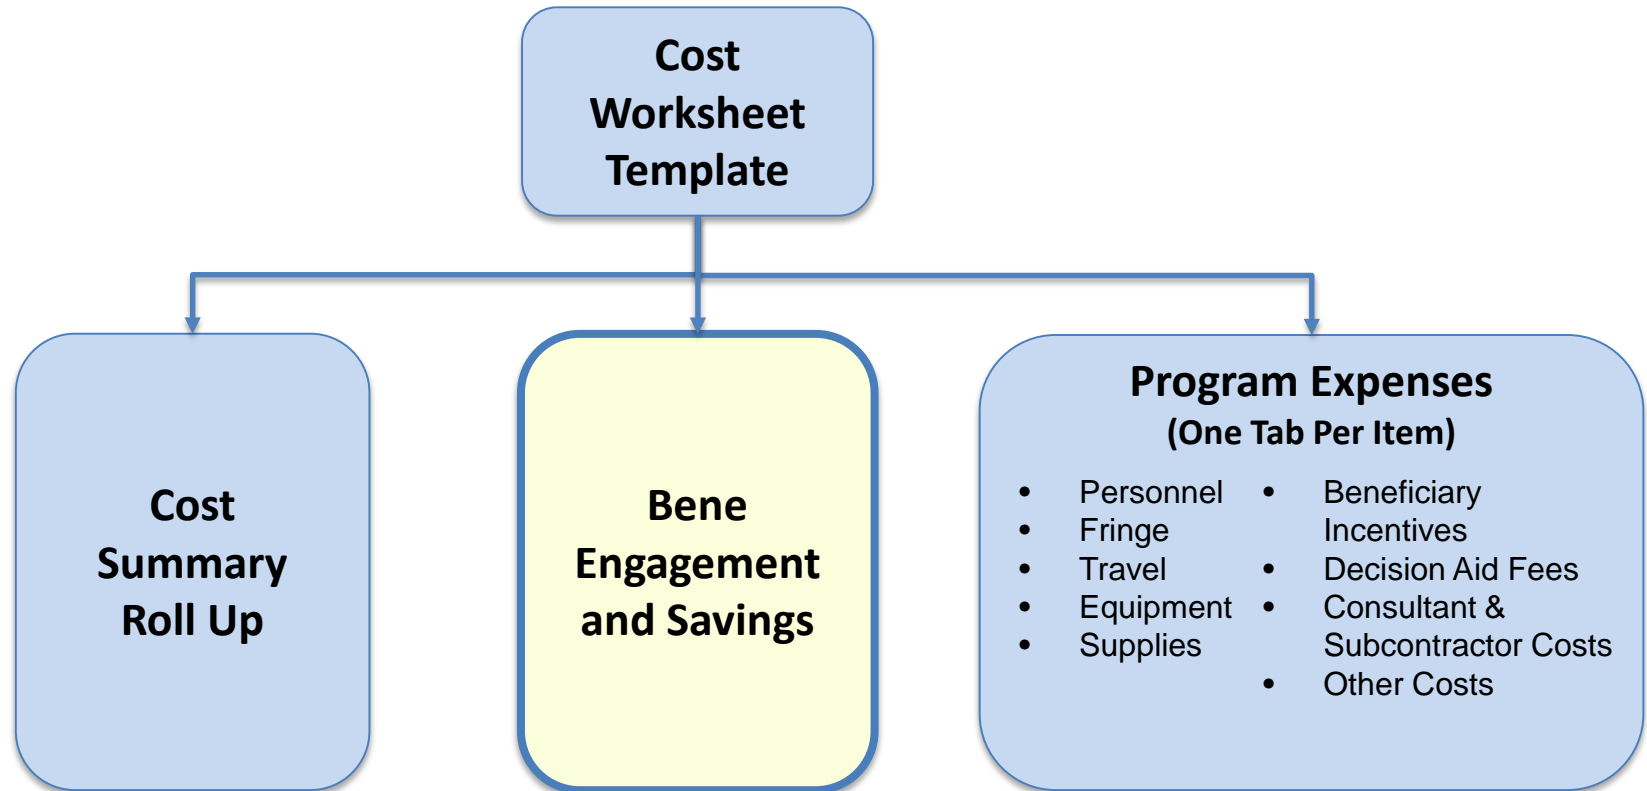 Cost
Worksheet
Template
Cost
Summary
Roll Up
Bene
Engagement
and Savings
Program Expenses
(One Tab Per Item)
• Personnel
• Fringe
• Travel
• Equipment
• Supplies
• Beneficiary
Incentives
• Decision Aid Fees
• Consultant &
Subcontractor Costs
• Other Costs